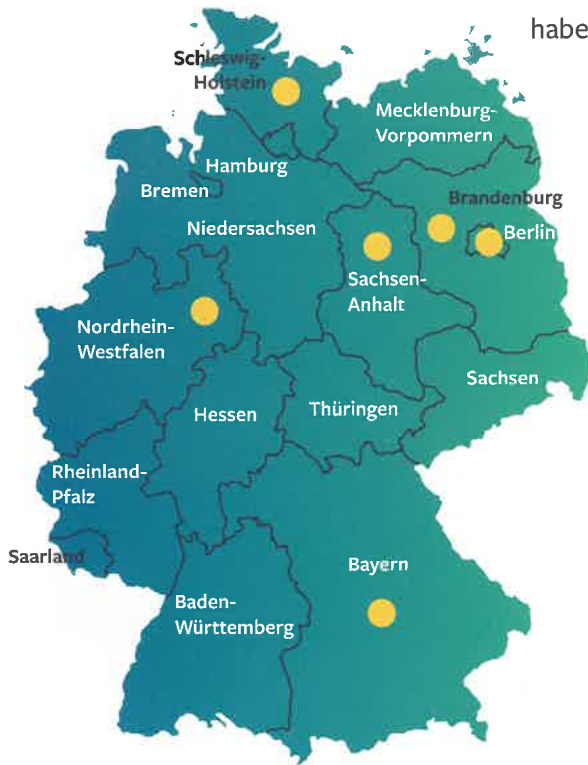 habe
Schleswig-
Holstein
Mecklenburg-
Vorpommern
Hamburg
Bremen
Brandenburg
Niedersachsen
Berlin
Sachsen-
Anhalt
Nordrhein-
Westfalen
Sachsen
Hessen
Thüringen
Rheinland-
Pfalz
Saarland
Bayern
Baden-
Württemberg